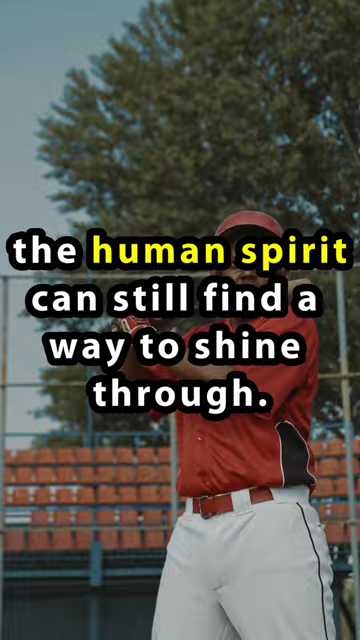 the human spirit
can still find a
way to shine
through.